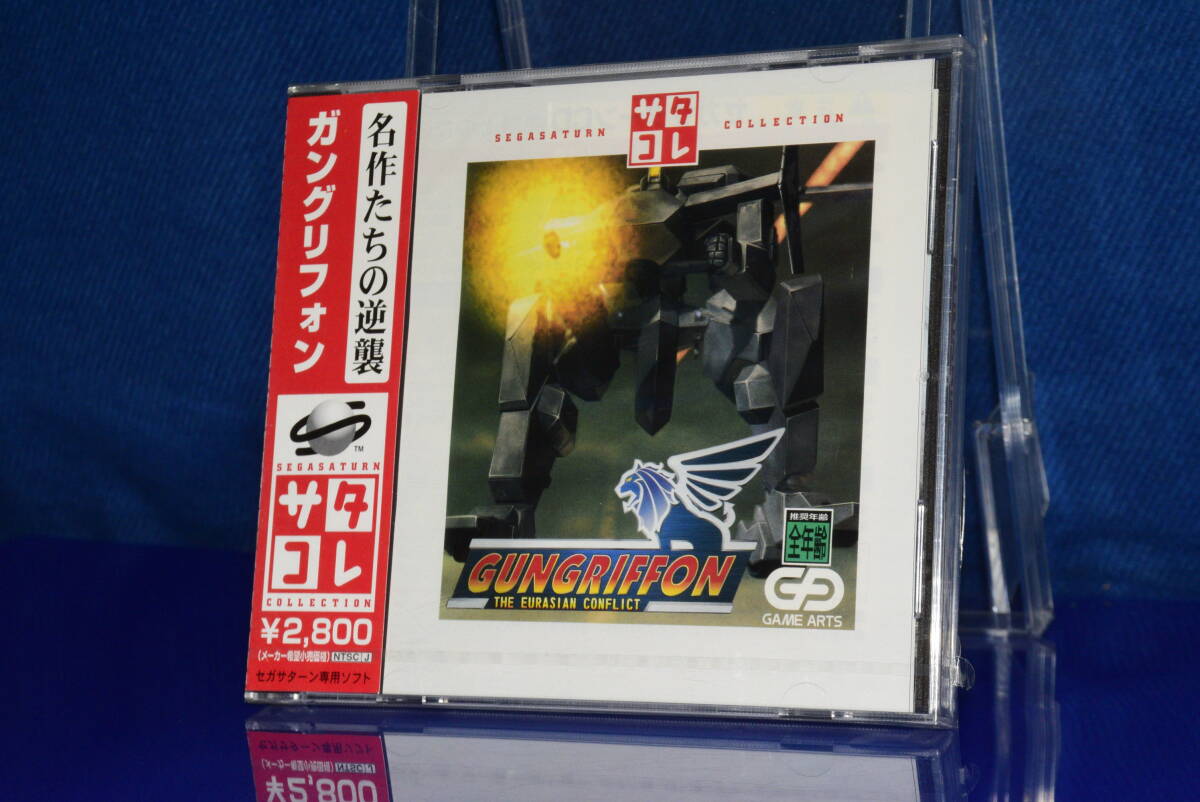 名作たちの逆襲
ガングリフォン
TM
SEGASATURN
サタ
コレ
COLLECTION
¥2,800
(メーカー希望小売価格) NTSC J
セガサターン専用ソフト
SEGASATURN サタ COLLECTION
コレ
GUNGRIFFON
THE EURASIAN CONFLICT
推奨年齢
全年齢
GAME ARTS